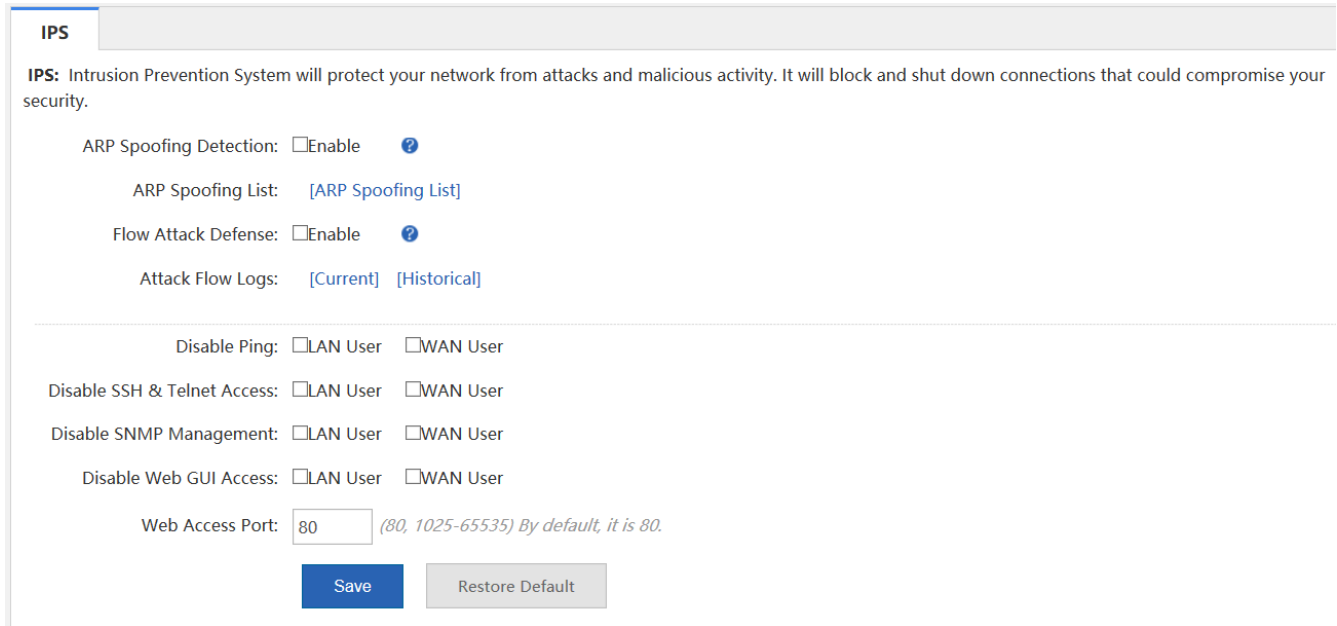 IPS
IPS: Intrusion Prevention System will protect your network from attacks and malicious activity. It will block and shut down connections that could compromise your
security.
ARP Spoofing Detection: Enable ?
ARP Spoofing List: [ARP Spoofing List]
Flow Attack Defense: Enable ?
Attack Flow Logs: [Current] [Historical]
Disable Ping: LAN User WAN User
Disable SSH & Telnet Access: LAN User WAN User
Disable SNMP Management: LAN User WAN User
Disable Web GUI Access: LAN User WAN User
Web Access Port: 80 (80, 1025-65535) By default, it is 80.
Save Restore Default